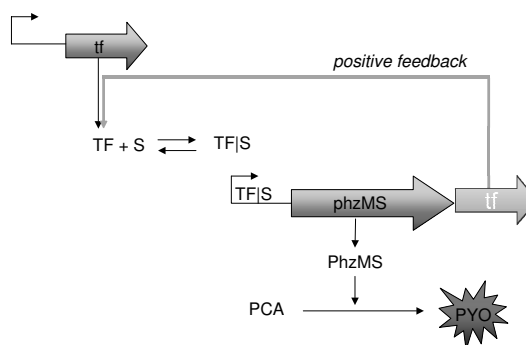 tf
positive feedback
TF + S
TF|S
TF|S
phzMS
tf
PhzMS
PCA
PYO